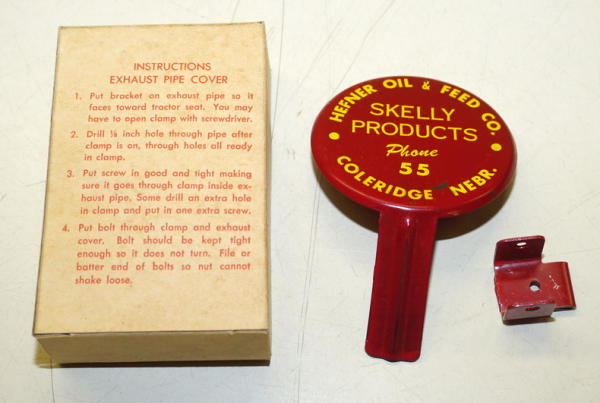 INSTRUCTIONS
EXHAUST PIPE COVER
1. Put bracket on exhaust pipe so it
faces toward tractor seat. You may
have to open clamp with screwdriver.
2. Drill ⅛ inch hole through pipe after
clamp is on, through holes all ready
in clamp.
3. Put screw in good and tight making
sure it goes through clamp inside ex-
haust pipe. Some drill an extra hole
in clamp and put in one extra screw.
4. Put bolt through clamp and exhaust
cover. Bolt should be kept tight
enough so it does not turn. File or
batter end of bolts so nut cannot
shake loose.
HEFNER OIL & FEED CO.
SKELLY
PRODUCTS
Phone
55
COLERIDGE NEBR.